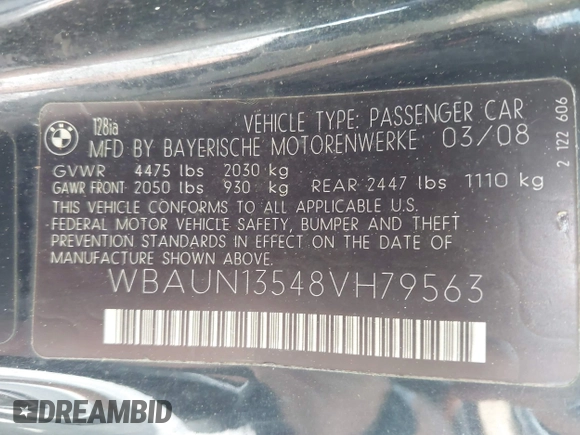 BMW
128ia VEHICLE TYPE: PASSENGER CAR
MFD BY BAYERISCHE MOTORENWERKE 03/08
GVWR 4475 lbs 2030 kg
GAWR FRONT 2050 lbs 930 kg REAR 2447 lbs 1110 kg
THIS VEHICLE CONFORMS TO ALL APPLICABLE U.S.
FEDERAL MOTOR VEHICLE SAFETY, BUMPER AND THEFT
PREVENTION STANDARDS IN EFFECT ON THE DATE OF
MANUFACTURE SHOWN ABOVE.
WBAUN13548VH79563
2 122 606
DREAMBID